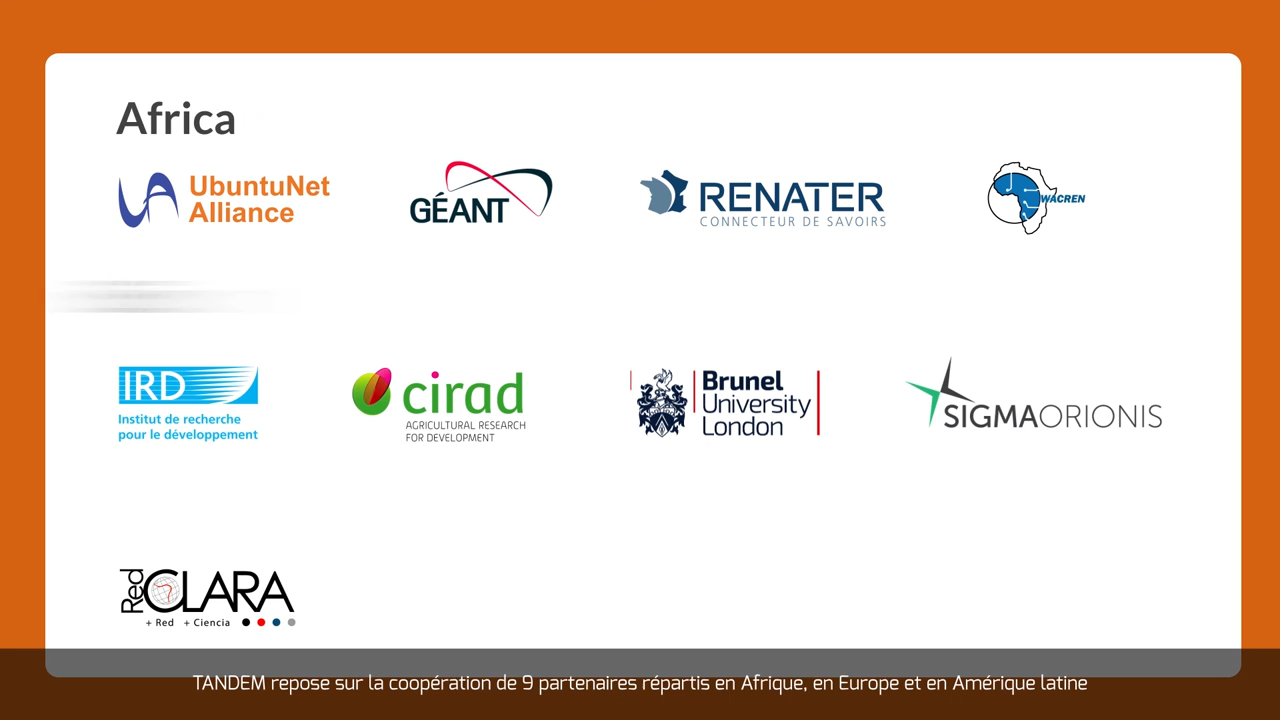 Africa
UbuntuNet
Alliance
GÉANT
RENATER
CONNECTEUR DE SAVOIRS
WACREN
IRD
Institut de recherche
pour le développement
cirad
AGRICULTURAL RESEARCH
FOR DEVELOPMENT
Brunel
University
London
SIGMAORIONIS
Red
CLARA
+ Red + Ciencia
TANDEM repose sur la coopération de 9 partenaires répartis en Afrique, en Europe et en Amérique latine